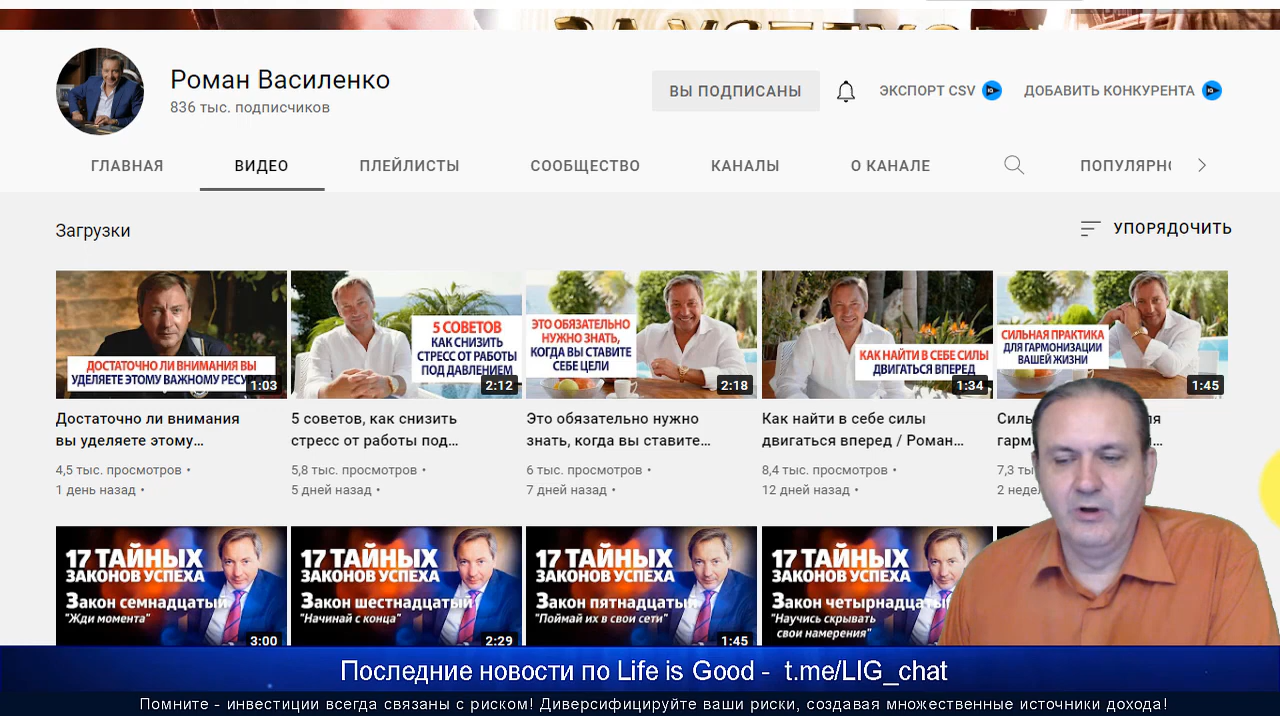 Роман Василенко
836 тыс. подписчиков
ВЫ ПОДПИСАНЫ
ЭКСПОРТ CSV
ДОБАВИТЬ КОНКУРЕНТА
ГЛАВНАЯ
ВИДЕО
ПЛЕЙЛИСТЫ
СООБЩЕСТВО
КАНАЛЫ
О КАНАЛЕ
Загрузки
УПОРЯДОЧИТЬ
ДОСТАТОЧНО ЛИ ВНИМАНИЯ ВЫ
УДЕЛЯЕТЕ ЭТОМУ ВАЖНОМУ
1:03
Достаточно ли внимания
вы уделяете этому...
4,5 тыс. просмотров •
1 день назад •
5 СОВЕТОВ
КАК СНИЗИТЬ
СТРЕСС ОТ РАБОТЫ
ПОД ДАВЛЕНИЕМ
2:12
5 советов, как снизить
стресс от работы под...
5,8 тыс. просмотров •
5 дней назад •
ЭТО ОБЯЗАТЕЛЬНО
НУЖНО ЗНАТЬ,
КОГДА ВЫ СТАВИТЕ
СЕБЕ ЦЕЛИ
2:18
Это обязательно нужно
знать, когда вы ставите...
6 тыс. просмотров •
7 дней назад •
КАК НАЙТИ В СЕБЕ СИЛЫ
ДВИГАТЬСЯ ВПЕРЕД
1:34
Как найти в себе силы
двигаться вперед / Роман...
8,4 тыс. просмотров •
12 дней назад •
СИЛЬНАЯ ПРАКТИКА
ДЛЯ ГАРМОНИЗАЦИИ
ВАШЕЙ ЖИЗНИ
1:45
17 ТАЙНЫХ
ЗАКОНОВ УСПЕХА
Закон семнадцатый
"Жди момента"
3:00
17 ТАЙНЫХ
ЗАКОНОВ УСПЕХА
Закон шестнадцатый
"Начинай с конца"
2:29
17 ТАЙНЫХ
ЗАКОНОВ УСПЕХА
Закон пятнадцатый
"Поймай их в свои сети"
1:45
17 ТАЙНЫХ
ЗАКОНОВ УСПЕХА
Закон четырнадцатый
"Научись скрывать
свои намерения"
Последние новости по Life is Good - t.me/LIG_chat
Помните - инвестиции всегда связаны с риском! Диверсифицируйте ваши риски, создавая множественные источники дохода!